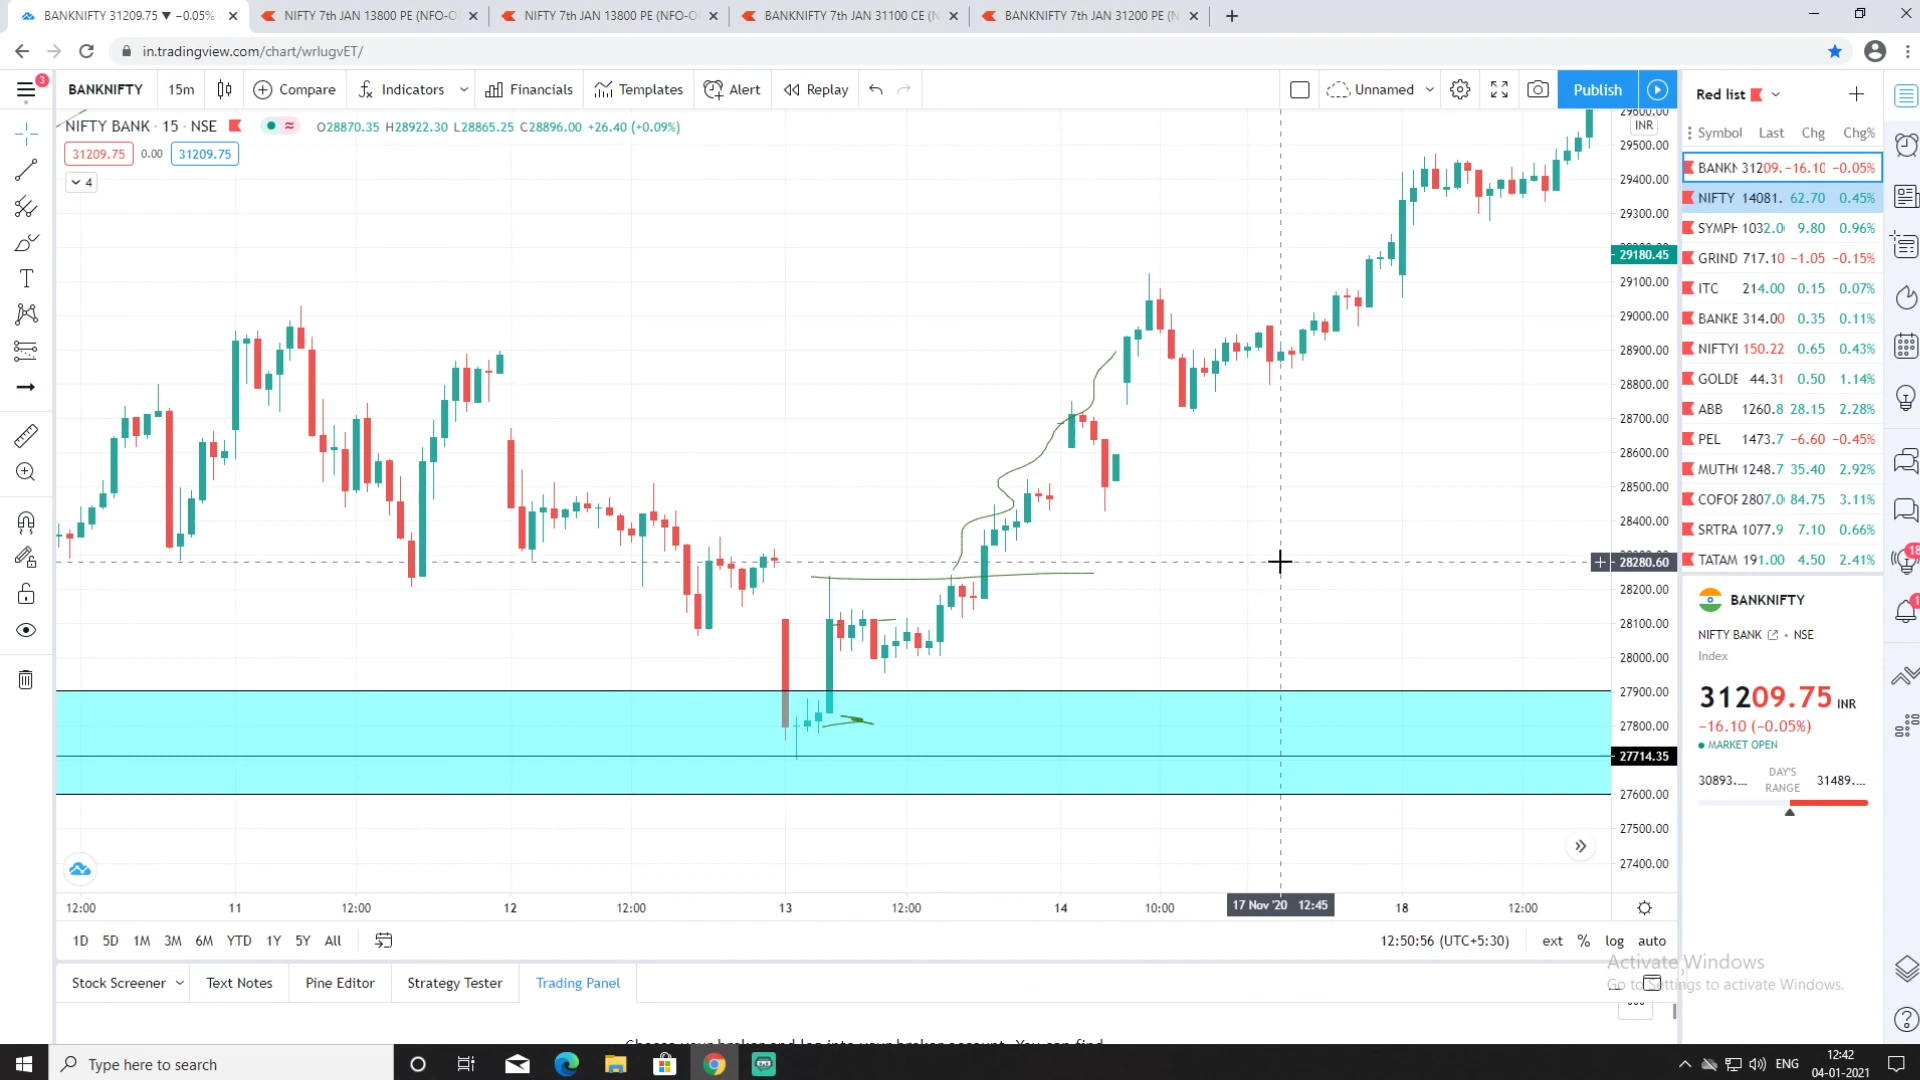 BANKNIFTY 31209.75 ▼ −0.05%
NIFTY 7th JAN 13800 PE (NFO-O
NIFTY 7th JAN 13800 PE (NFO-O
BANKNIFTY 7th JAN 31100 CE (N
BANKNIFTY 7th JAN 31200 PE (N
in.tradingview.com/chart/wrlugvET/
3
BANKNIFTY 15m Compare Indicators Financials Templates Alert Replay Unnamed Publish
NIFTY BANK · 15 · NSE O28870.35 H28922.30 L28865.25 C28896.00 +26.40 (+0.09%)
31209.75 0.00 31209.75
4
INR
29500.00
29400.00
29300.00
29180.45
29100.00
29000.00
28900.00
28800.00
28700.00
28600.00
28500.00
28400.00
28280.60
28200.00
28100.00
28000.00
27900.00
27800.00
27714.35
27600.00
27500.00
27400.00
12:00 11 12:00 12 12:00 13 12:00 14 10:00 17 Nov '20 12:45 18 12:00
1D 5D 1M 3M 6M YTD 1Y 5Y All 12:50:56 (UTC+5:30) ext % log auto
Stock Screener Text Notes Pine Editor Strategy Tester Trading Panel
Red list
Symbol Last Chg Chg%
BANKN 31209. −16.10 −0.05%
NIFTY 14081. 62.70 0.45%
SYMPH 1032.0 9.80 0.96%
GRIND 717.10 −1.05 −0.15%
ITC 214.00 0.15 0.07%
BANKE 314.00 0.35 0.11%
NIFTYI 150.22 0.65 0.43%
GOLDE 44.31 0.50 1.14%
ABB 1260.8 28.15 2.28%
PEL 1473.7 −6.60 −0.45%
MUTH 1248.7 35.40 2.92%
COFOF 2807.0 84.75 3.11%
SRTRA 1077.9 7.10 0.66%
TATAM 191.00 4.50 2.41%
BANKNIFTY
NIFTY BANK • NSE
Index
31209.75 INR
−16.10 (−0.05%)
MARKET OPEN
30893.... DAY'S RANGE 31489....
18
1
Activate Windows
Go to Settings to activate Windows.
Type here to search
ENG
12:42
04-01-2021